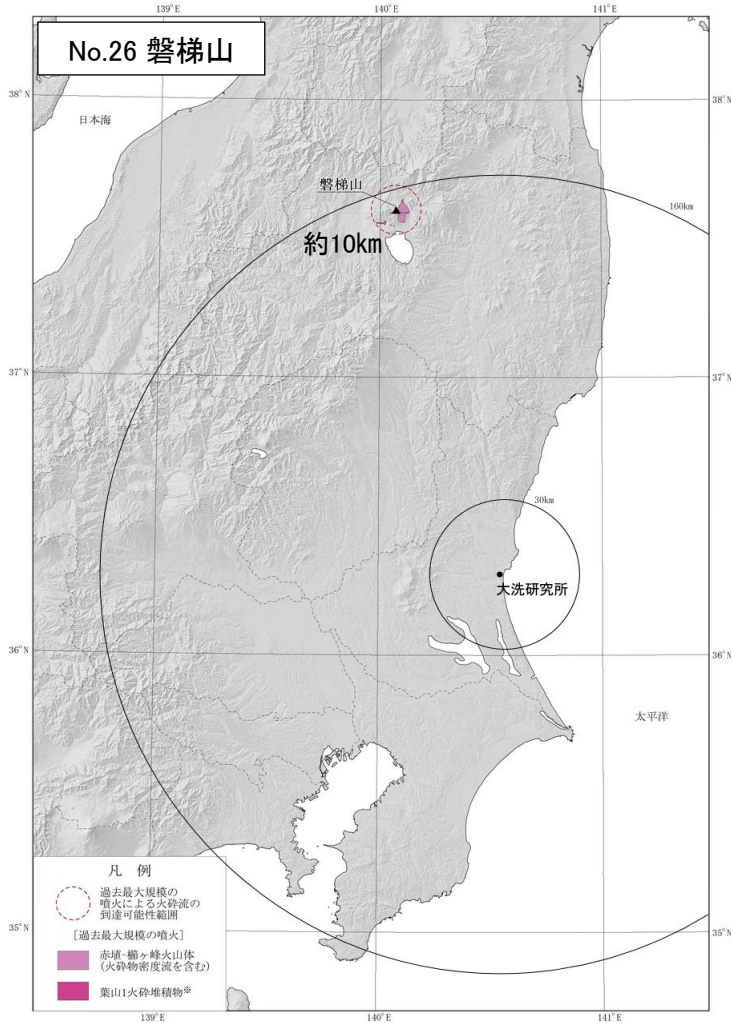 139°E
140°E
141°E
No.26 磐梯山
38°N
38°N
日本海
磐梯山
160km
約10km
37°N
37°N
30km
大洗研究所
36°N
36°N
太平洋
凡 例
過去最大規模の
噴火による火砕流の
到達可能性範囲
[過去最大規模の噴火]
赤埴-櫛ヶ峰火山体
(火砕物密度流を含む)
葉山1火砕堆積物※
35°N
35°N
139°E
140°E
141°E